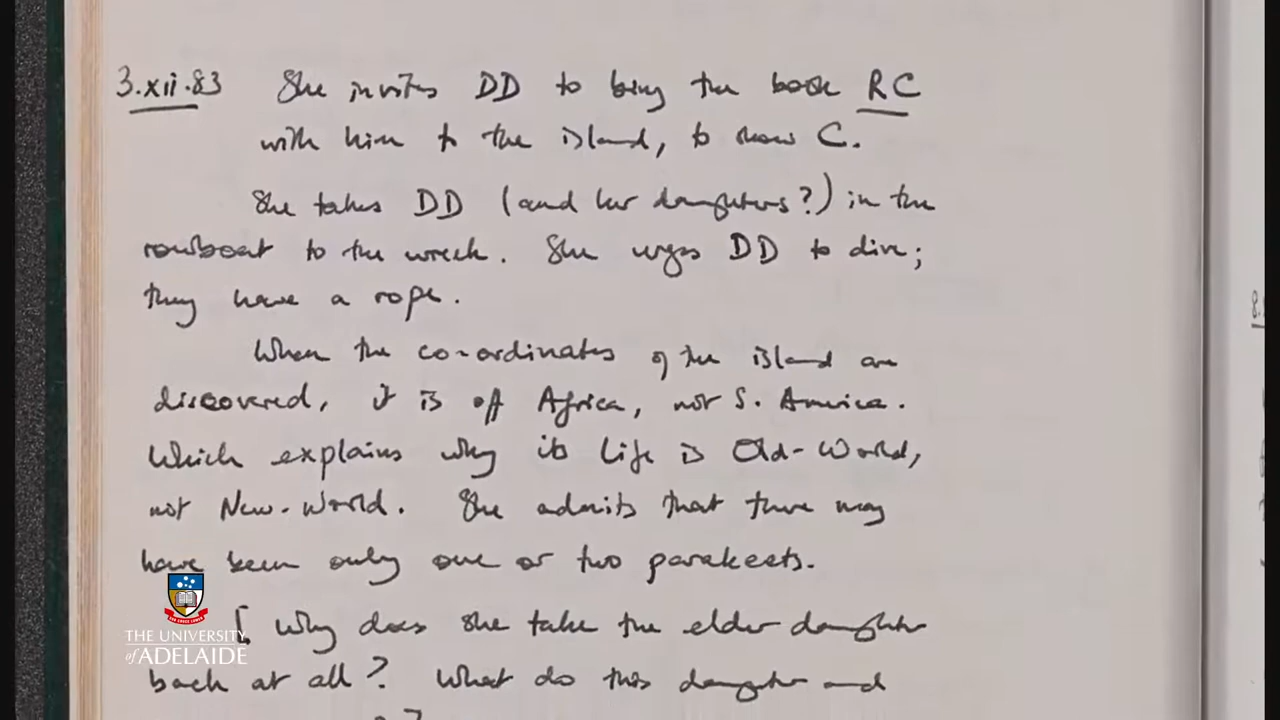 3.xii.83 She invites DD to bring the book RC
with him to the island, to show C.
She takes DD (and her daughters?) in the
rowboat to the wreck. She urges DD to dive;
they have a rope.
When the co-ordinates of the island are
discovered, it is off Africa, not S. America.
Which explains why its life is Old-World,
not New-World. She admits that there may
have been only one or two parakeets.
[ Why does she take the elder daughter
back at all? What do this daughter and
THE UNIVERSITY
of ADELAIDE